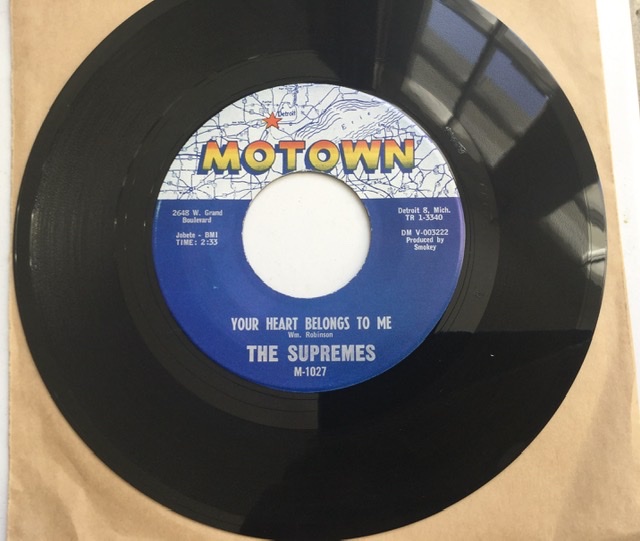 Detroit
Erie
MOTOWN
2648 W. Grand
Boulevard
Jobete - BMI
TIME: 2:33
Detroit 8, Mich.
TR 1-3340
DM V-003222
Produced by
Smokey
YOUR HEART BELONGS TO ME
Wm. Robinson
THE SUPREMES
M-1027